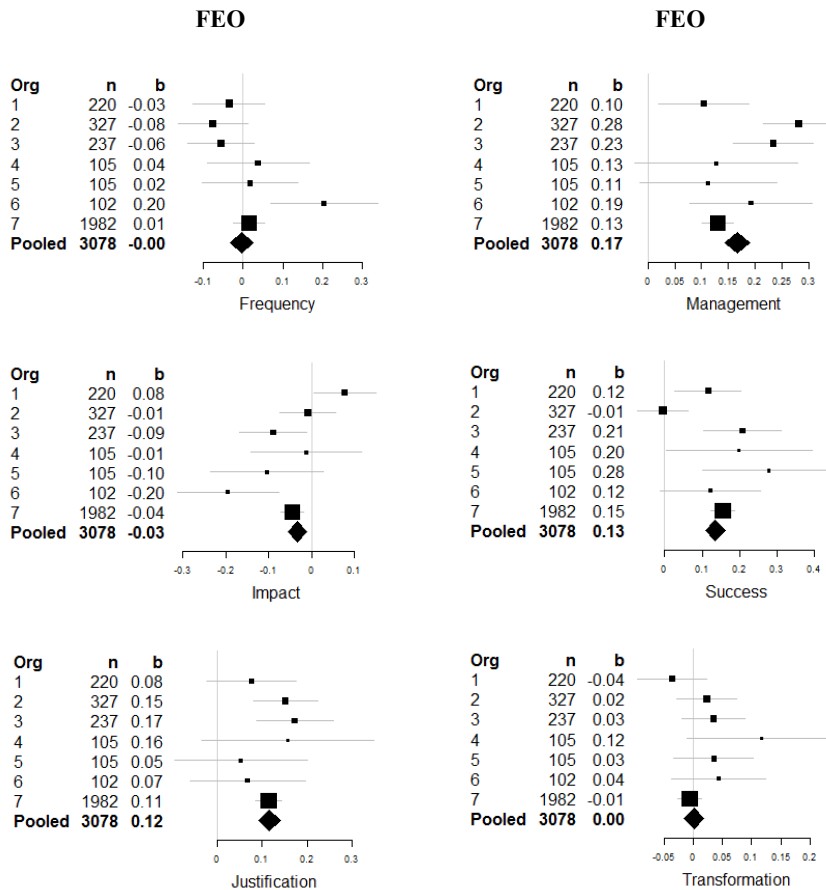 FEO
Org n b
1 220 -0.03
2 327 -0.08
3 237 -0.06
4 105 0.04
5 105 0.02
6 102 0.20
7 1982 0.01
Pooled 3078 -0.00
-0.1 0 0.1 0.2 0.3
Frequency
FEO
Org n b
1 220 0.10
2 327 0.28
3 237 0.23
4 105 0.13
5 105 0.11
6 102 0.19
7 1982 0.13
Pooled 3078 0.17
0 0.05 0.1 0.15 0.2 0.25 0.3
Management
Org n b
1 220 0.08
2 327 -0.01
3 237 -0.09
4 105 -0.01
5 105 -0.10
6 102 -0.20
7 1982 -0.04
Pooled 3078 -0.03
-0.3 -0.2 -0.1 0 0.1
Impact
Org n b
1 220 0.12
2 327 -0.01
3 237 0.21
4 105 0.20
5 105 0.28
6 102 0.12
7 1982 0.15
Pooled 3078 0.13
0 0.1 0.2 0.3 0.4
Success
Org n b
1 220 0.08
2 327 0.15
3 237 0.17
4 105 0.16
5 105 0.05
6 102 0.07
7 1982 0.11
Pooled 3078 0.12
0 0.1 0.2 0.3
Justification
Org n b
1 220 -0.04
2 327 0.02
3 237 0.03
4 105 0.12
5 105 0.03
6 102 0.04
7 1982 -0.01
Pooled 3078 0.00
-0.05 0 0.05 0.1 0.15 0.2
Transformation